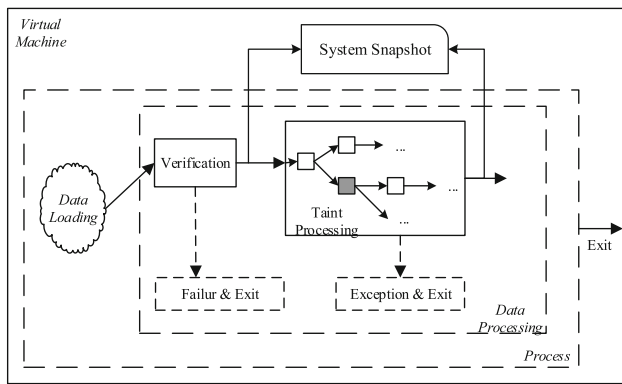 Virtual
Machine
System Snapshot
Verification
...
...
...
...
Data
Loading
Taint
Processing
Exit
Failur & Exit
Exception & Exit
Data
Processing
Process